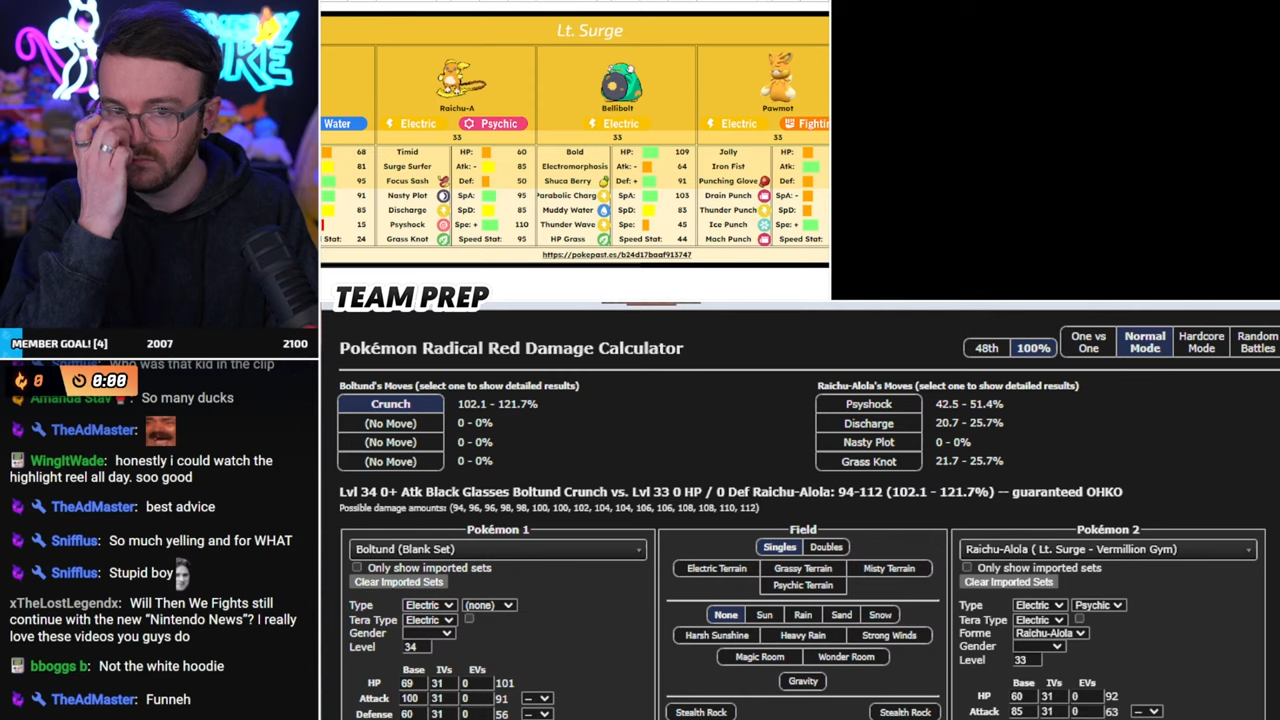 Lt. Surge
Raichu-A
Bellibolt
Pawmot
Water
Electric
Psychic
Electric
Electric
Fightin
33
33
33
68
Timid
HP:
60
Bold
HP:
109
Jolly
HP:
81
Surge Surfer
Atk: -
85
Electromorphosis
Atk: -
64
Iron Fist
Atk:
95
Focus Sash
Def:
50
Shuca Berry
Def: +
91
Punching Glove
Def:
91
Nasty Plot
SpA:
95
Parabolic Charg
SpA:
103
Drain Punch
SpA: -
85
Discharge
SpD:
85
Muddy Water
SpD:
83
Thunder Punch
SpD:
15
Psyshock
Spe: +
110
Thunder Wave
Spe:
45
Ice Punch
Spe: +
Stat:
24
Grass Knot
Speed Stat:
95
HP Grass
Speed Stat:
44
Mach Punch
Speed Stat:
https://pokepast.es/b24d17baaf913747
TEAM PREP
MEMBER GOAL! [4] 2007 2100
Who was that kid in the clip
0 0:00
Amanda Stav: So many ducks
TheAdMaster:
WingItWade: honestly i could watch the
highlight reel all day. soo good
TheAdMaster: best advice
Snifflus: So much yelling and for WHAT
Snifflus: Stupid boy
xTheLostLegendx: Will Then We Fights still
continue with the new "Nintendo News"? I really
love these videos you guys do
bboggs b: Not the white hoodie
TheAdMaster: Funneh
Pokémon Radical Red Damage Calculator
48th 100%
One vs
One
Normal
Mode
Hardcore
Mode
Random
Battles
Boltund's Moves (select one to show detailed results)
Crunch 102.1 - 121.7%
(No Move) 0 - 0%
(No Move) 0 - 0%
(No Move) 0 - 0%
Raichu-Alola's Moves (select one to show detailed results)
Psyshock 42.5 - 51.4%
Discharge 20.7 - 25.7%
Nasty Plot 0 - 0%
Grass Knot 21.7 - 25.7%
Lvl 34 0+ Atk Black Glasses Boltund Crunch vs. Lvl 33 0 HP / 0 Def Raichu-Alola: 94-112 (102.1 - 121.7%) -- guaranteed OHKO
Possible damage amounts: (94, 96, 96, 98, 98, 100, 100, 102, 104, 104, 106, 106, 108, 108, 110, 112)
Pokémon 1
Boltund (Blank Set)
Only show imported sets
Clear Imported Sets
Type Electric (none)
Tera Type Electric
Gender
Level 34
Base IVs EVs
HP 69 31 0 101
Attack 100 31 0 91 --
Defense 60 31 0 56 --
Field
Singles Doubles
Electric Terrain Grassy Terrain Misty Terrain
Psychic Terrain
None Sun Rain Sand Snow
Harsh Sunshine Heavy Rain Strong Winds
Magic Room Wonder Room
Gravity
Stealth Rock Stealth Rock
Pokémon 2
Raichu-Alola ( Lt. Surge - Vermillion Gym)
Only show imported sets
Clear Imported Sets
Type Electric Psychic
Tera Type Electric
Forme Raichu-Alola
Gender
Level 33
Base IVs EVs
HP 60 31 0 92
Attack 85 31 0 63 --